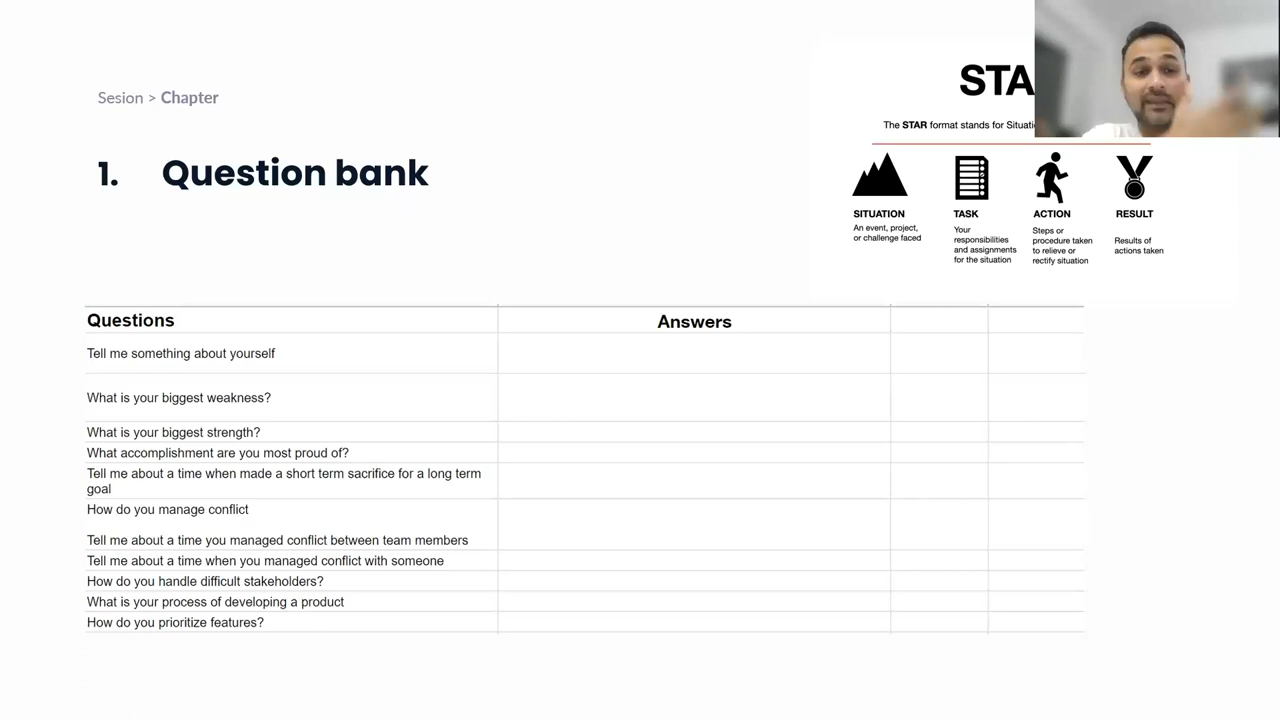 Sesion > Chapter
1. Question bank
STA
The STAR format stands for
SITUATION
An event, project,
or challenge faced
TASK
Your
responsibilities
and assignments
for the situation
ACTION
Steps or
procedure taken
to relieve or
rectify situation
RESULT
Results of
actions taken
Questions Answers
Tell me something about yourself
What is your biggest weakness?
What is your biggest strength?
What accomplishment are you most proud of?
Tell me about a time when made a short term sacrifice for a long term
goal
How do you manage conflict
Tell me about a time you managed conflict between team members
Tell me about a time when you managed conflict with someone
How do you handle difficult stakeholders?
What is your process of developing a product
How do you prioritize features?